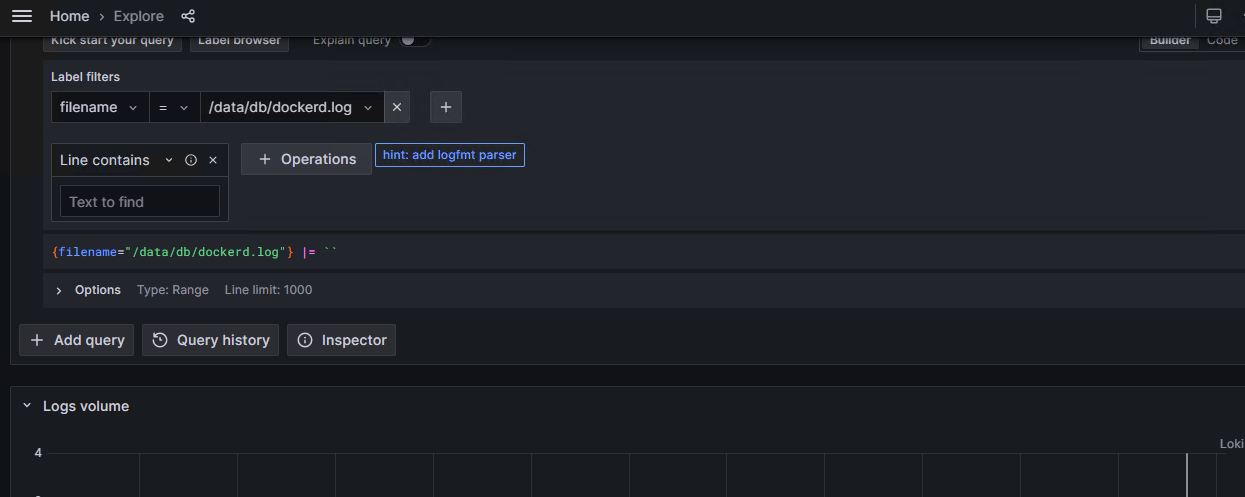 Home > Explore
Kick start your query Label browser Explain query Builder Code
Label filters
filename = /data/db/dockerd.log
Line contains + Operations hint: add logfmt parser
Text to find
{filename="/data/db/dockerd.log"} |= ``
Options Type: Range Line limit: 1000
+ Add query Query history Inspector
Logs volume
Loki
4